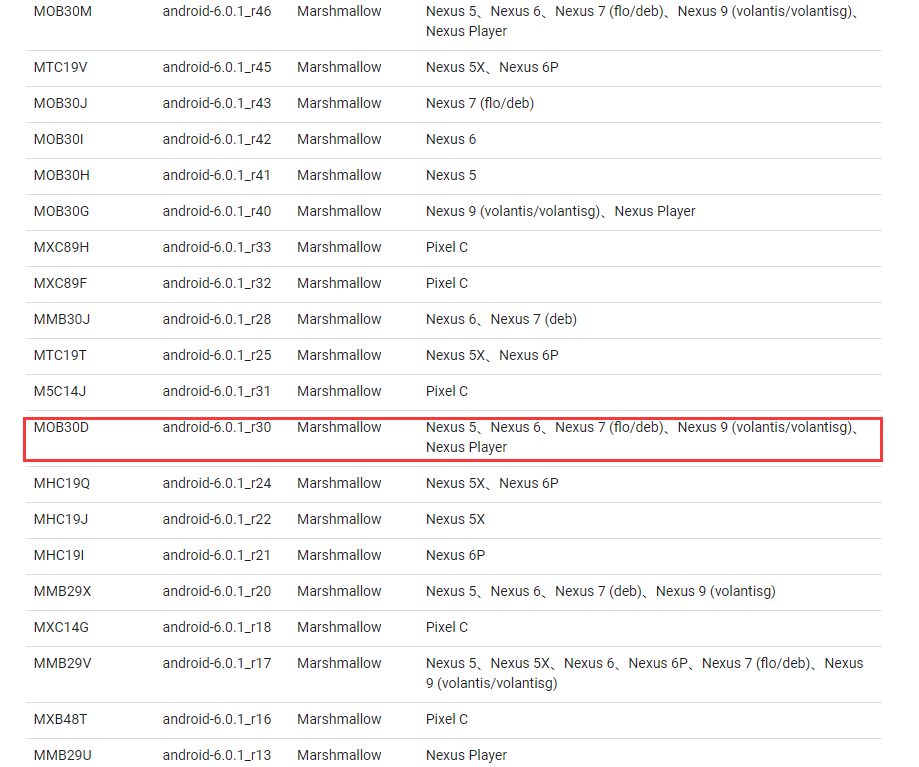 MOB30M android-6.0.1_r46 Marshmallow Nexus 5、Nexus 6、Nexus 7 (flo/deb)、Nexus 9 (volantis/volantisg)、
Nexus Player
MTC19V android-6.0.1_r45 Marshmallow Nexus 5X、Nexus 6P
MOB30J android-6.0.1_r43 Marshmallow Nexus 7 (flo/deb)
MOB30I android-6.0.1_r42 Marshmallow Nexus 6
MOB30H android-6.0.1_r41 Marshmallow Nexus 5
MOB30G android-6.0.1_r40 Marshmallow Nexus 9 (volantis/volantisg)、Nexus Player
MXC89H android-6.0.1_r33 Marshmallow Pixel C
MXC89F android-6.0.1_r32 Marshmallow Pixel C
MMB30J android-6.0.1_r28 Marshmallow Nexus 6、Nexus 7 (deb)
MTC19T android-6.0.1_r25 Marshmallow Nexus 5X、Nexus 6P
M5C14J android-6.0.1_r31 Marshmallow Pixel C
MOB30D android-6.0.1_r30 Marshmallow Nexus 5、Nexus 6、Nexus 7 (flo/deb)、Nexus 9 (volantis/volantisg)、
Nexus Player
MHC19Q android-6.0.1_r24 Marshmallow Nexus 5X、Nexus 6P
MHC19J android-6.0.1_r22 Marshmallow Nexus 5X
MHC19I android-6.0.1_r21 Marshmallow Nexus 6P
MMB29X android-6.0.1_r20 Marshmallow Nexus 5、Nexus 6、Nexus 7 (deb)、Nexus 9 (volantisg)
MXC14G android-6.0.1_r18 Marshmallow Pixel C
MMB29V android-6.0.1_r17 Marshmallow Nexus 5、Nexus 5X、Nexus 6、Nexus 6P、Nexus 7 (flo/deb)、Nexus
9 (volantis/volantisg)
MXB48T android-6.0.1_r16 Marshmallow Pixel C
MMB29U android-6.0.1_r13 Marshmallow Nexus Player